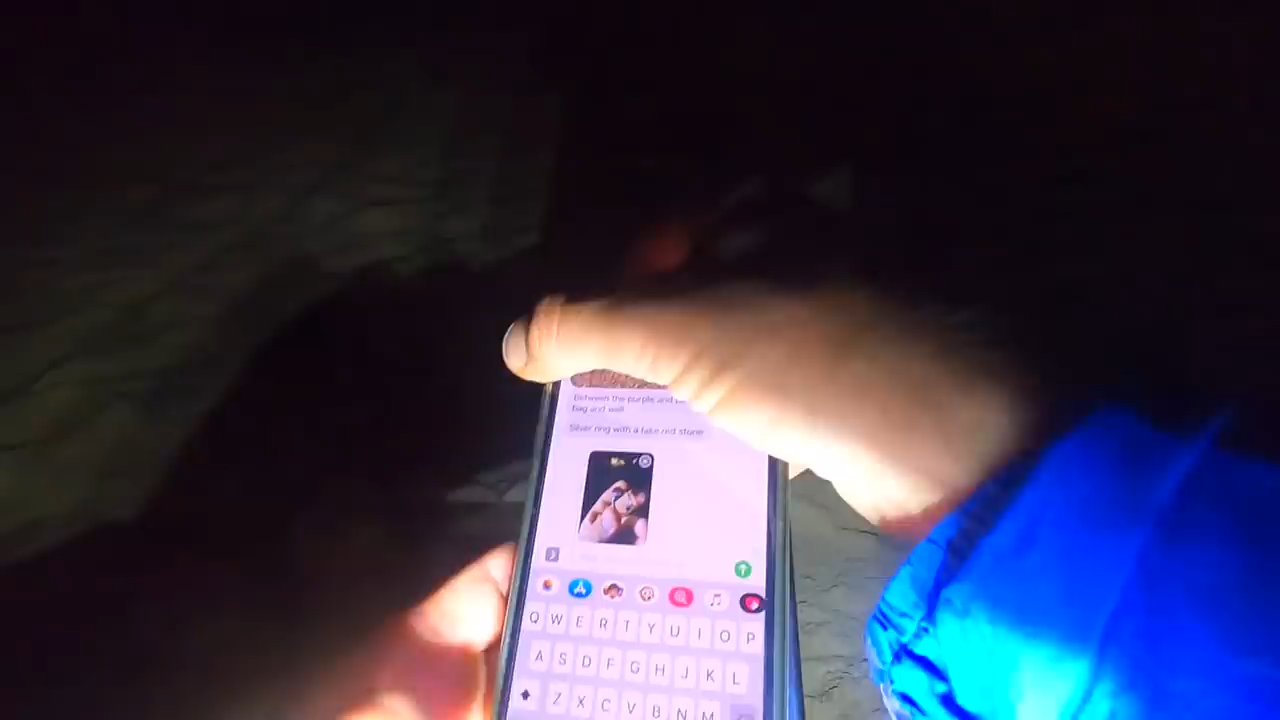 Between the purple and
bag and wall
Silver ring with a fake red stone
Q W E R T Y U I O P
A S D F G H J K L
Z X C V B N M